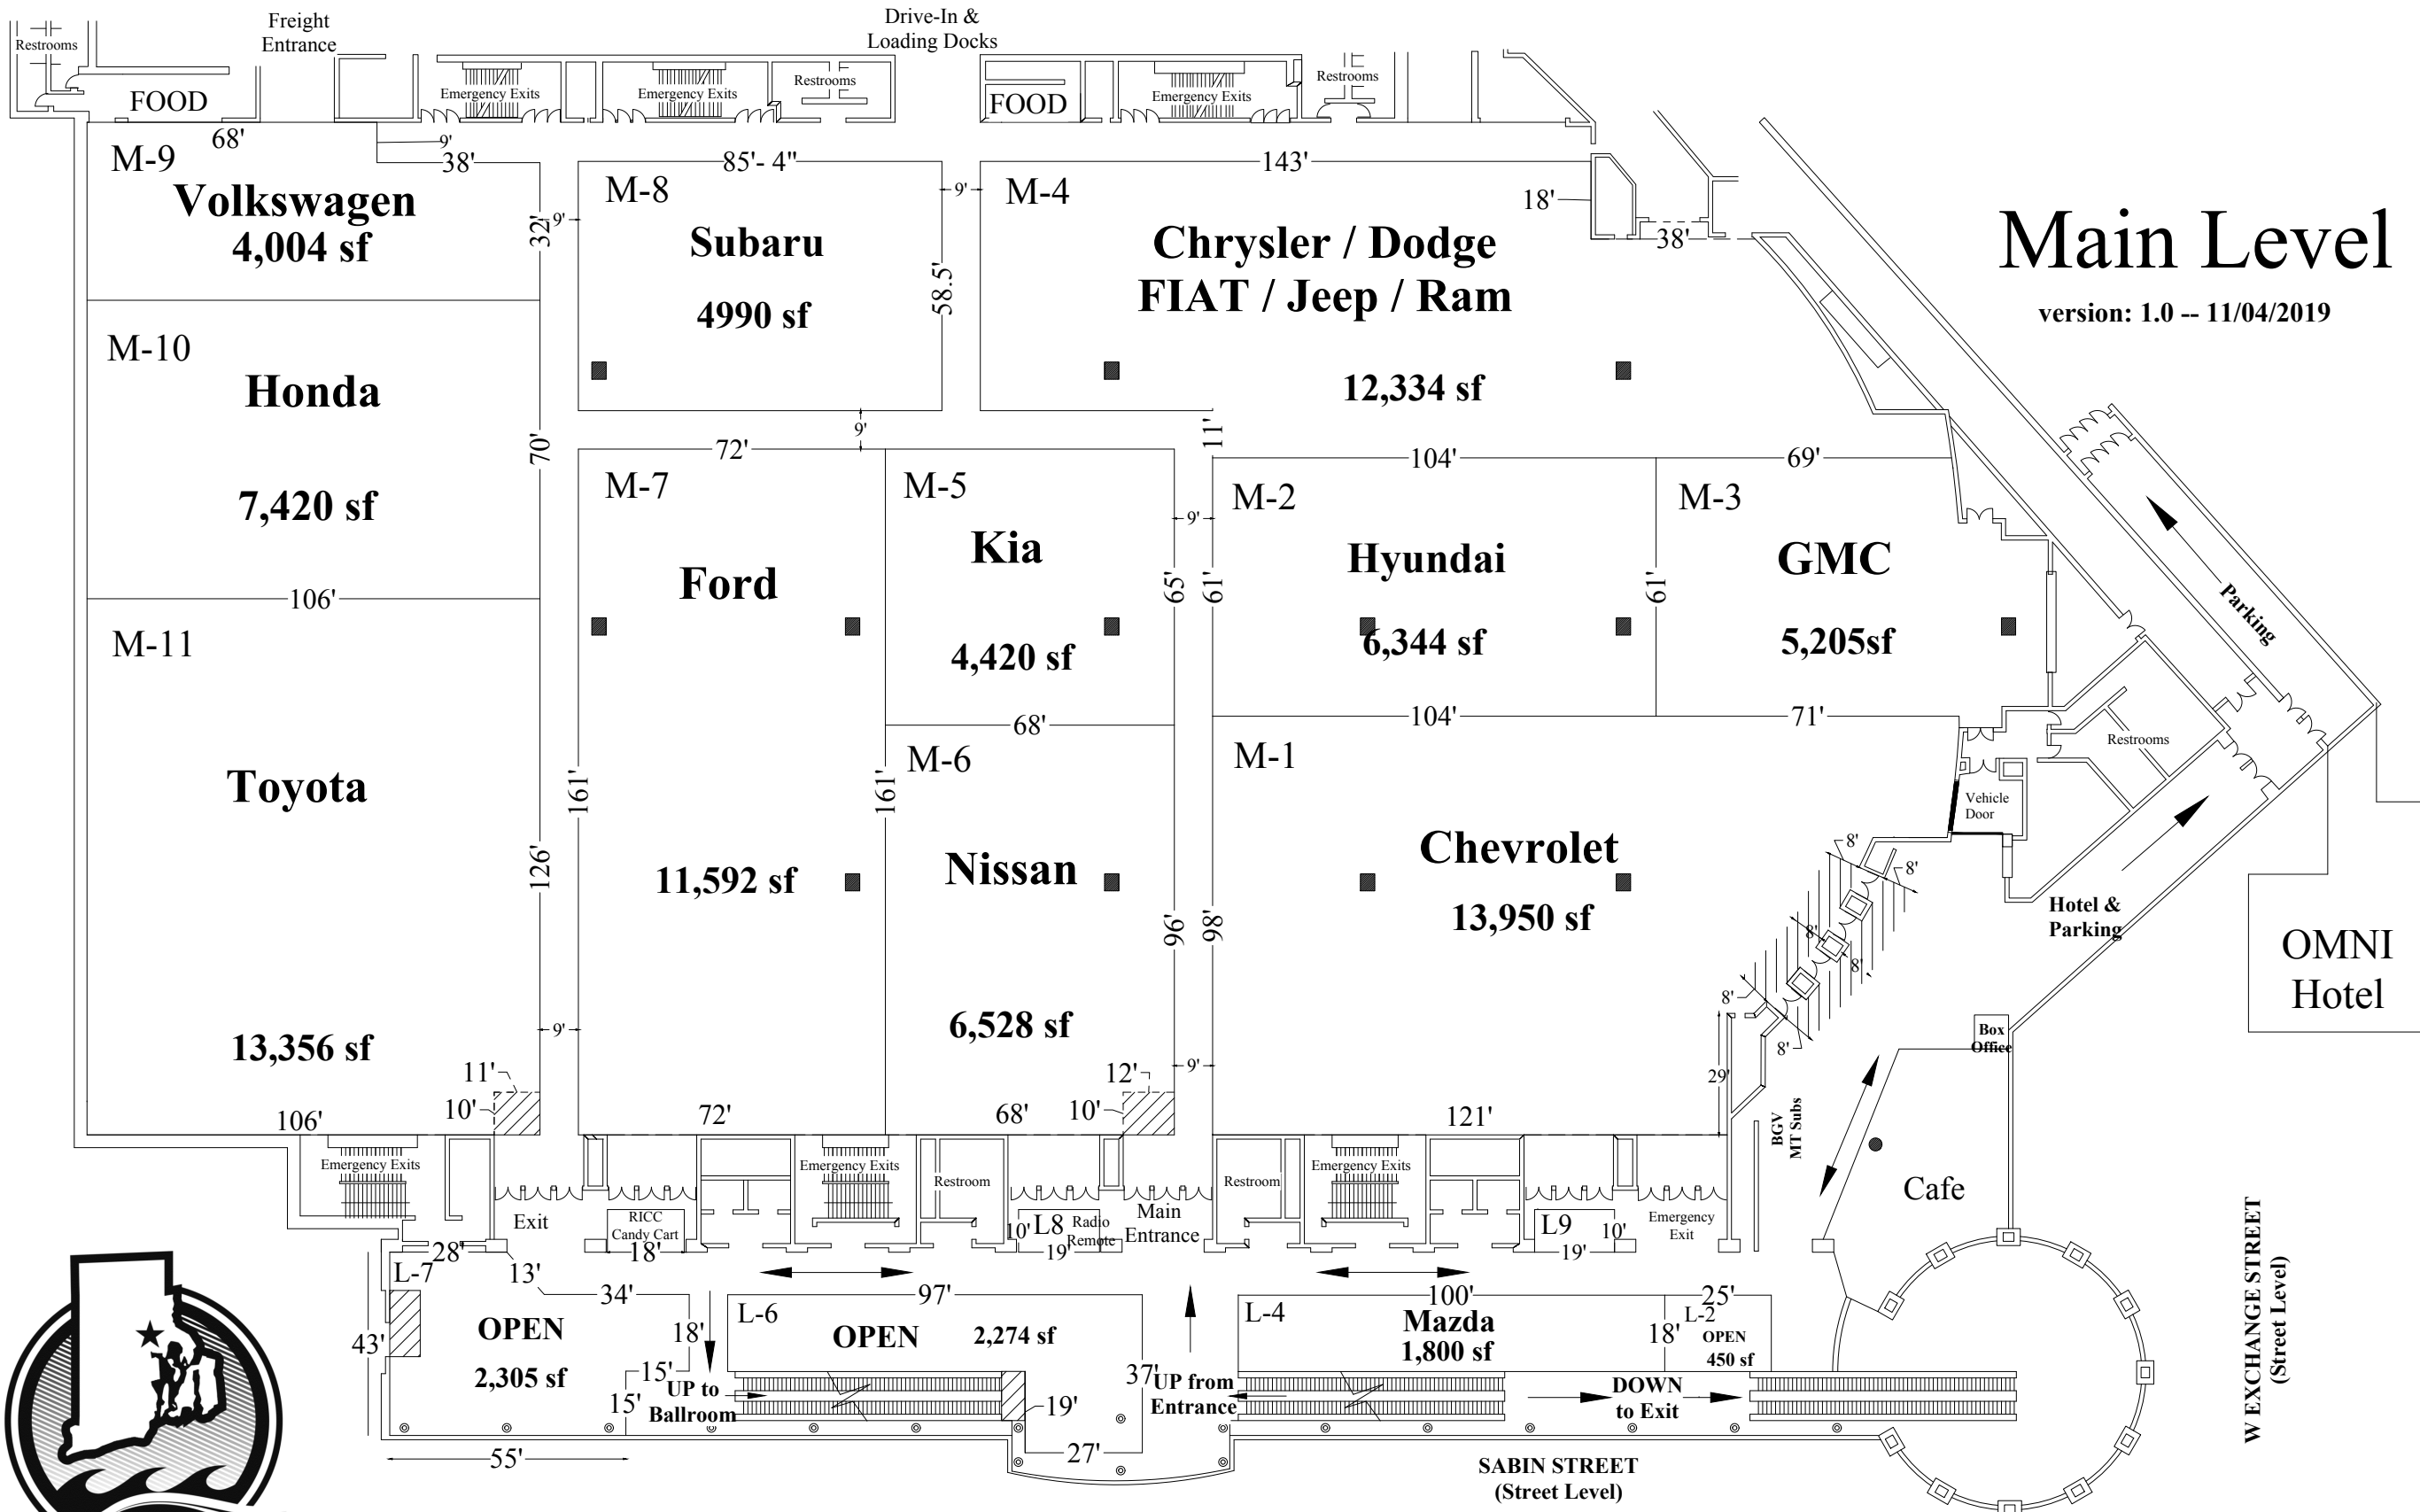 Freight
Entrance
Drive-In &
Loading Docks
Restrooms
FOOD
Emergency Exits
Emergency Exits
Restrooms
FOOD
Emergency Exits
Restrooms
68'
9'
38'
M-9
Volkswagen
4,004 sf
32'
9'
85'- 4"
M-8
Subaru
4990 sf
58.5'
9'
143'
M-4
18'
38'
Chrysler / Dodge
FIAT / Jeep / Ram
12,334 sf
Main Level
version: 1.0 -- 11/04/2019
M-10
Honda
7,420 sf
70'
106'
9'
72'
M-7
Ford
11,592 sf
161'
161'
M-5
Kia
4,420 sf
65'
68'
11'
9'
104'
M-2
Hyundai
6,344 sf
61'
61'
104'
69'
M-3
GMC
5,205sf
71'
Parking
Restrooms
M-11
Toyota
13,356 sf
126'
9'
11'
10'
106'
72'
M-6
Nissan
6,528 sf
96'
12'
10'
68'
9'
M-1
Chevrolet
13,950 sf
98'
121'
29'
Vehicle
Door
8'
8'
8'
8'
8'
8'
Hotel &
Parking
OMNI
Hotel
Box
Office
BGV
MT Subs
Cafe
Emergency Exits
Exit
RICC
Candy Cart
18'
Emergency Exits
Restroom
10'
L8
Radio
Remote
19'
Main
Entrance
Restroom
Emergency Exits
L9
10'
19'
Emergency
Exit
28'
L-7
13'
34'
43'
OPEN
2,305 sf
18'
15'
15'
55'
UP to
Ballroom
L-6
97'
OPEN
2,274 sf
37'
19'
27'
UP from
Entrance
L-4
100'
Mazda
1,800 sf
18'
25'
L-2
OPEN
450 sf
DOWN
to Exit
SABIN STREET
(Street Level)
W EXCHANGE STREET
(Street Level)